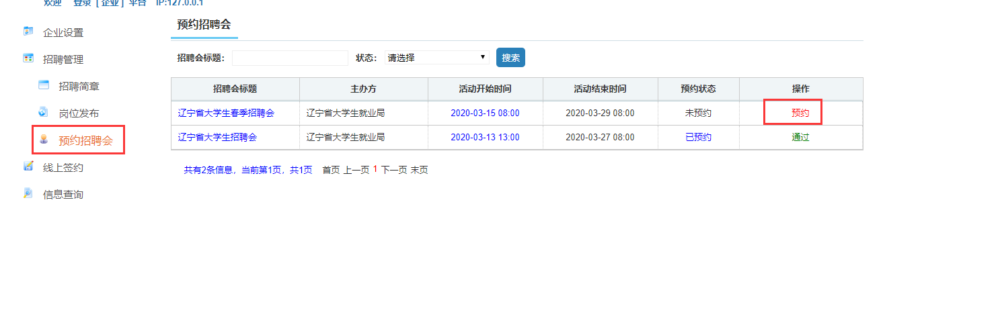 欢迎 登录 [ 企业 ] 平台 IP:127.0.0.1
企业设置
招聘管理
招聘简章
岗位发布
预约招聘会
线上签约
信息查询
预约招聘会
招聘会标题： 状态： 请选择 搜索
招聘会标题 主办方 活动开始时间 活动结束时间 预约状态 操作
辽宁省大学生春季招聘会 辽宁省大学生就业局 2020-03-15 08:00 2020-03-29 08:00 未预约 预约
辽宁省大学生招聘会 辽宁省大学生就业局 2020-03-13 13:00 2020-03-27 08:00 已预约 通过
共有2条信息，当前第1页，共1页 首页 上一页 1 下一页 末页